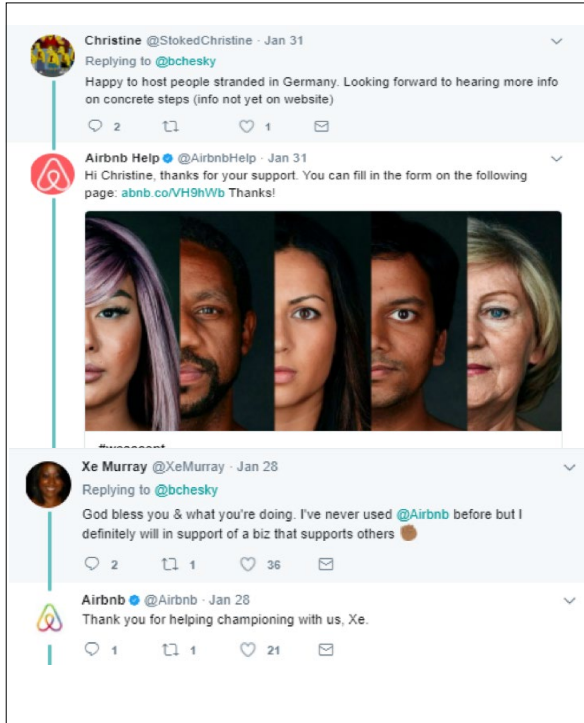 Christine @StokedChristine · Jan 31
Replying to @bchesky
Happy to host people stranded in Germany. Looking forward to hearing more info
on concrete steps (info not yet on website)
2 1
Airbnb Help @AirbnbHelp · Jan 31
Hi Christine, thanks for your support. You can fill in the form on the following
page: abnb.co/VH9hWb Thanks!
#weaccept
Xe Murray @XeMurray · Jan 28
Replying to @bchesky
God bless you & what you're doing. I've never used @Airbnb before but I
definitely will in support of a biz that supports others ✊🏾
2 1 36
Airbnb @Airbnb · Jan 28
Thank you for helping championing with us, Xe.
1 1 21